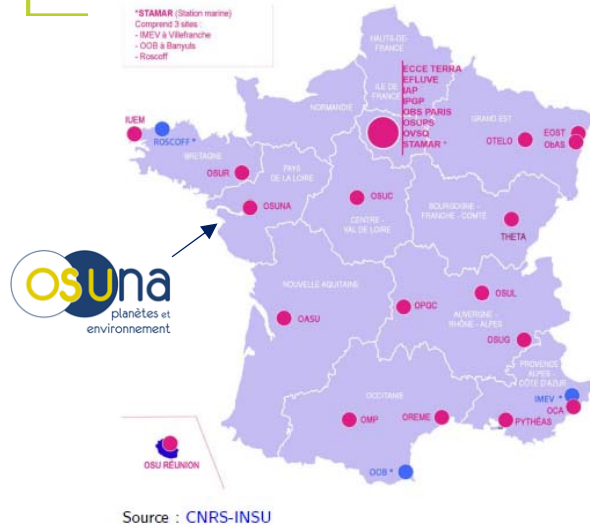 *STAMAR (Station marine)
Comprend 3 sites :
- IMEV à Villefranche
- OOB à Banyuls
- Roscoff
HAUTS-DE-
FRANCE
ECCE TERRA
EFLUVE
IAP
IPGP
OBS PARIS
OSUPS
OVSQ
STAMAR *
ILE DE
FRANCE
NORMANDIE
GRAND EST
IUEM
ROSCOFF *
BRETAGNE
OTELO
EOST
ObAS
OSUR
PAYS
DE LA LOIRE
OSUNA
OSUC
CENTRE -
VAL DE LOIRE
BOURGOGNE -
FRANCHE - COMTÉ
THETA
osuna
planètes et
environnement
NOUVELLE AQUITAINE
OASU
OPGC
OSUL
AUVERGNE -
RHÔNE - ALPES
OSUG
PROVENCE
ALPES -
CÔTE D'AZUR
IMEV *
OCA
OCCITANIE
OMP
OREME
PYTHÉAS
OSU RÉUNION
OOB *
Source : CNRS-INSU